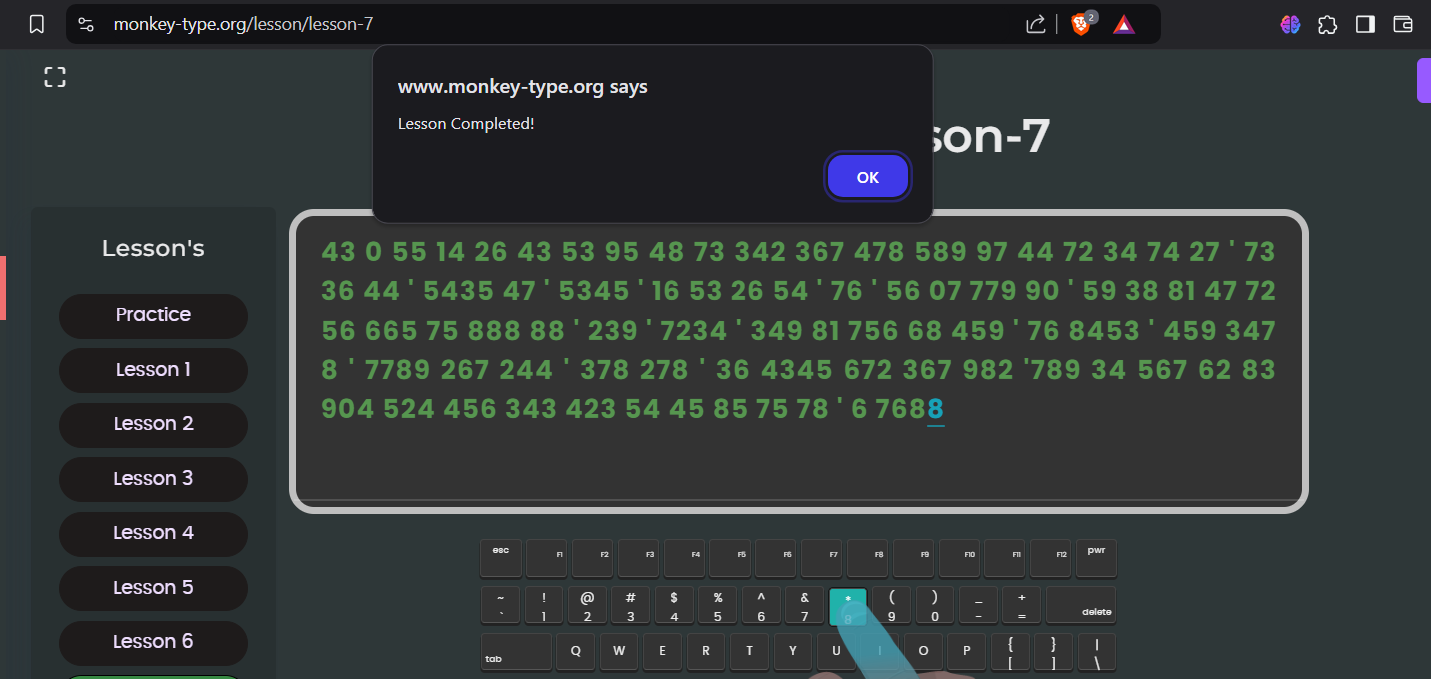 monkey-type.org/lesson/lesson-7
2
www.monkey-type.org says
Lesson Completed!
OK
son-7
Lesson's
Practice
Lesson 1
Lesson 2
Lesson 3
Lesson 4
Lesson 5
Lesson 6
43 0 55 14 26 43 53 95 48 73 342 367 478 589 97 44 72 34 74 27 ' 73
36 44 ' 5435 47 ' 5345 ' 16 53 26 54 ' 76 ' 56 07 779 90 ' 59 38 81 47 72
56 665 75 888 88 ' 239 ' 7234 ' 349 81 756 68 459 ' 76 8453 ' 459 347
8 ' 7789 267 244 ' 378 278 ' 36 4345 672 367 982 '789 34 567 62 83
904 524 456 343 423 54 45 85 75 78 ' 6 7688
esc F1 F2 F3 F4 F5 F6 F7 F8 F9 F10 F11 F12 pwr
~ ! @ # $ % ^ & * ( ) _ +
` 1 2 3 4 5 6 7 8 9 0 - = delete
tab Q W E R T Y U I O P { } |
[ ] \